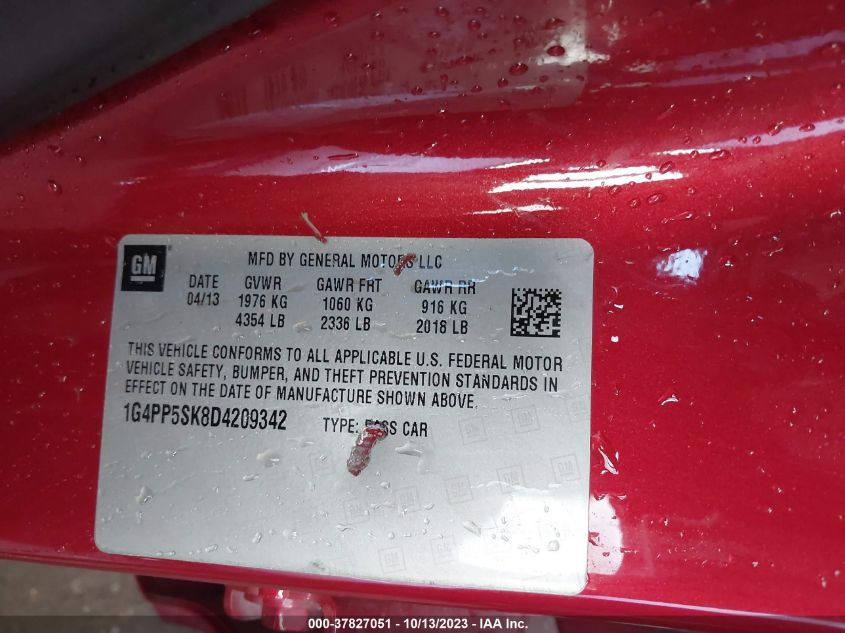 GM
MFD BY GENERAL MOTORS LLC
DATE GVWR GAWR FRT GAWR RR
04/13 1976 KG 1060 KG 916 KG
4354 LB 2336 LB 2018 LB
THIS VEHICLE CONFORMS TO ALL APPLICABLE U.S. FEDERAL MOTOR
VEHICLE SAFETY, BUMPER, AND THEFT PREVENTION STANDARDS IN
EFFECT ON THE DATE OF MANUFACTURE SHOWN ABOVE.
1G4PP5SK8D4209342 TYPE: PASS CAR
000-37827051 - 10/13/2023 - IAA Inc.